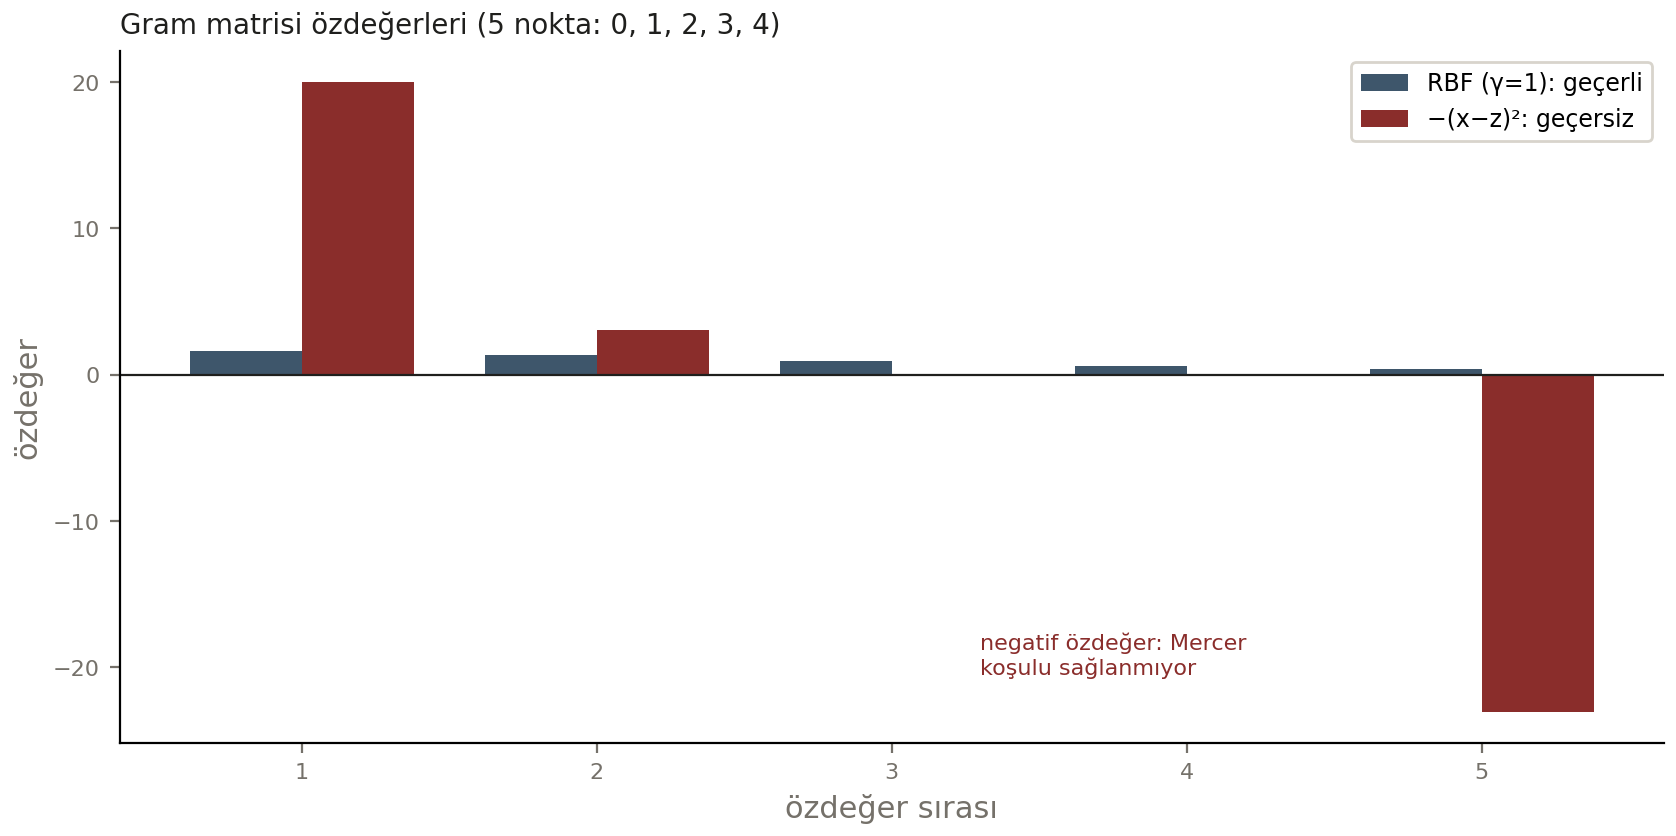 Gram matrisi özdeğerleri (5 nokta: 0, 1, 2, 3, 4)
RBF (γ=1): geçerli
−(x−z)²: geçersiz
20
10
0
−10
−20
özdeğer
negatif özdeğer: Mercer
koşulu sağlanmıyor
1 2 3 4 5
özdeğer sırası